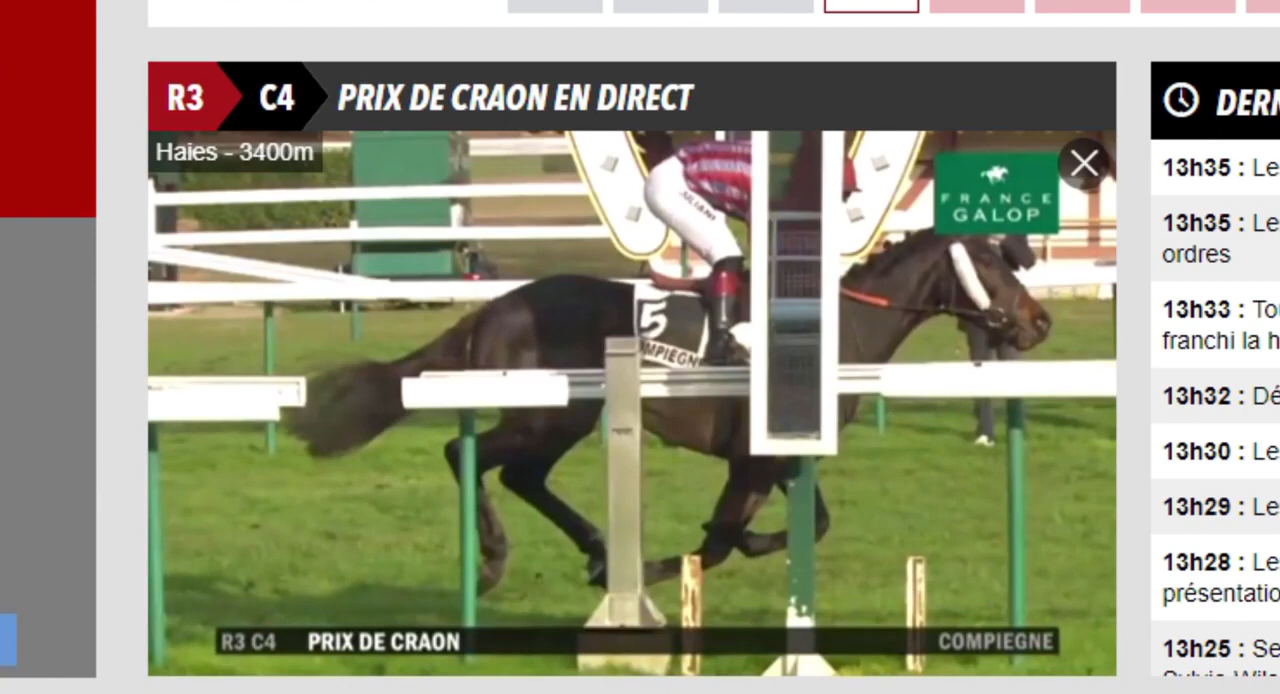 R3 C4 PRIX DE CRAON EN DIRECT
Haies - 3400m
FRANCE
GALOP
5
MPIEGN
R3 C4 PRIX DE CRAON COMPIEGNE
DERN
13h35 : Le
13h35 : Le
ordres
13h33 : Tou
franchi la h
13h32 : Dé
13h30 : Le
13h29 : Le
13h28 : Le
présentatio
13h25 : Se